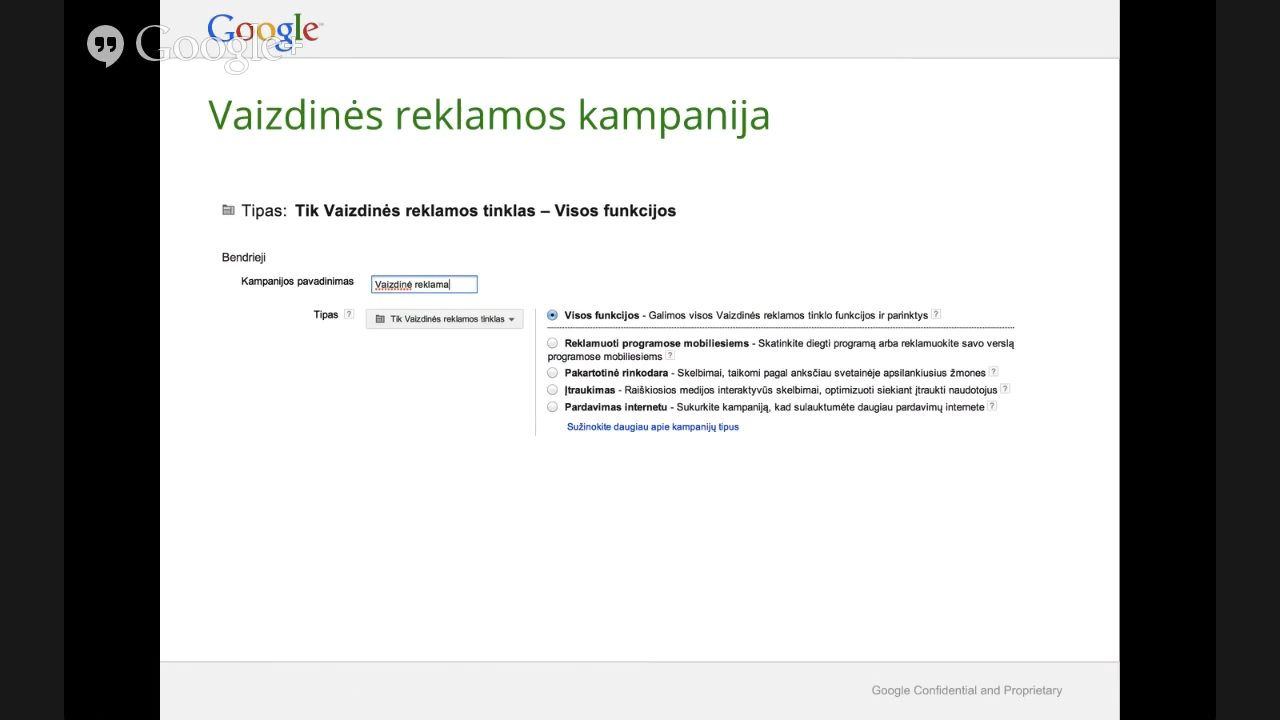 Google
Google+
Vaizdinės reklamos kampanija
Tipas: Tik Vaizdinės reklamos tinklas – Visos funkcijos
Bendrieji
Kampanijos pavadinimas Vaizdinė reklama
Tipas ? Tik Vaizdinės reklamos tinklas
Visos funkcijos - Galimos visos Vaizdinės reklamos tinklo funkcijos ir parinktys ?
Reklamuoti programose mobiliesiems - Skatinkite diegti programą arba reklamuokite savo verslą
programose mobiliesiems ?
Pakartotinė rinkodara - Skelbimai, taikomi pagal anksčiau svetainėje apsilankiusius žmones ?
Įtraukimas - Raiškiosios medijos interaktyvūs skelbimai, optimizuoti siekiant įtraukti naudotojus ?
Pardavimas internetu - Sukurkite kampaniją, kad sulauktumėte daugiau pardavimų internete ?
Sužinokite daugiau apie kampanijų tipus
Google Confidential and Proprietary